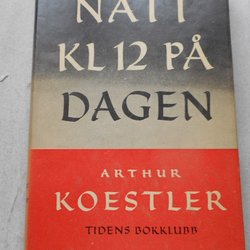 NATT
KL 12 PÅ
DAGEN
ARTHUR
KOESTLER
TIDENS BOKKLUBB